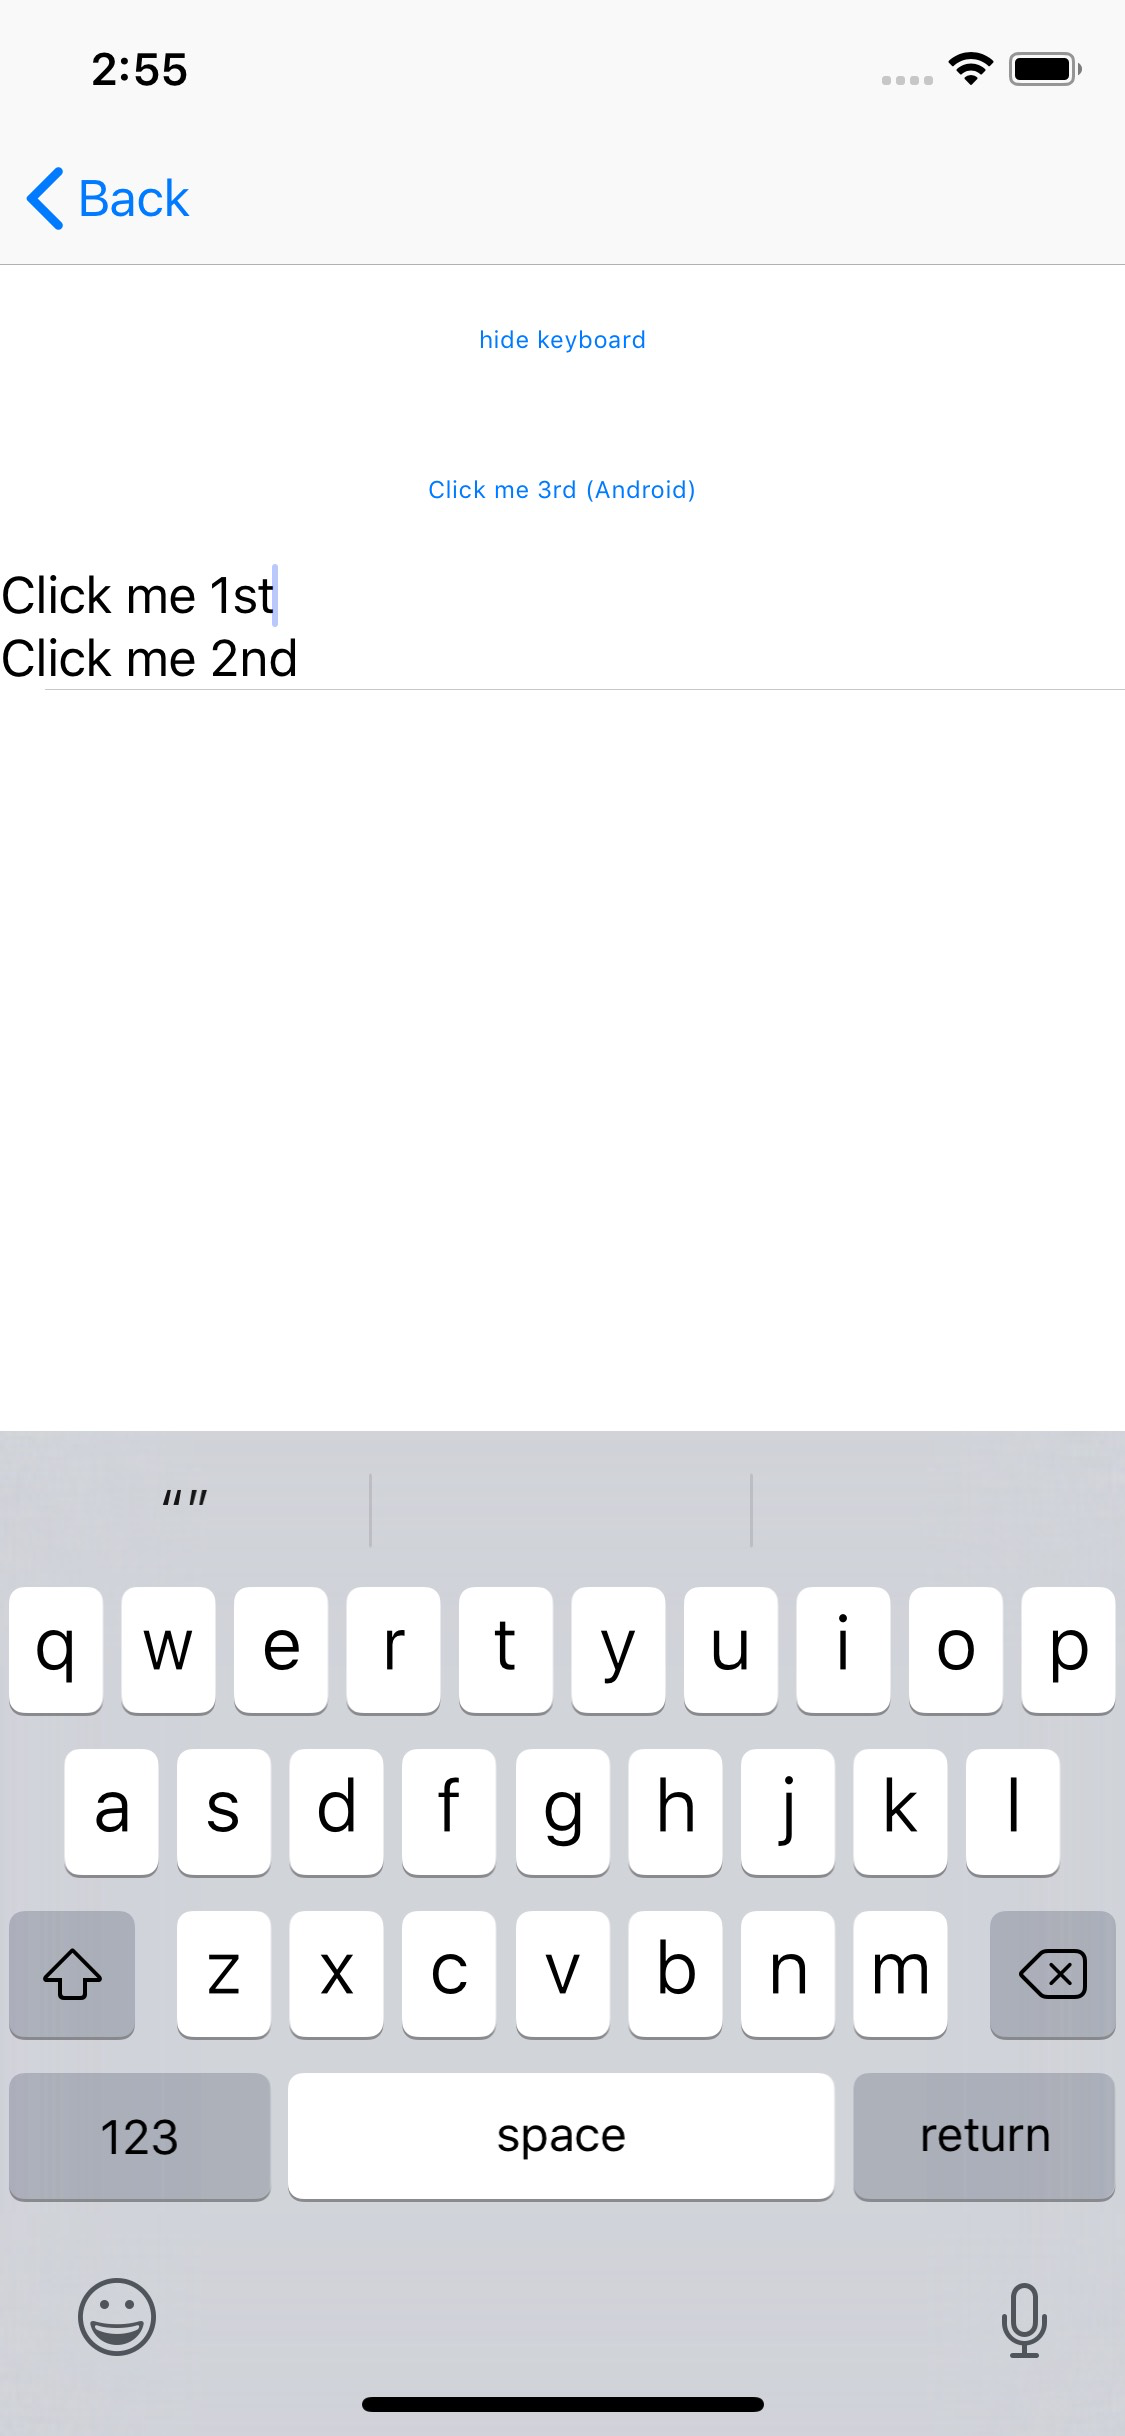 2:55
Back
hide keyboard
Click me 3rd (Android)
Click me 1st
Click me 2nd
“”
q w e r t y u i o p
a s d f g h j k l
z x c v b n m
123 space return